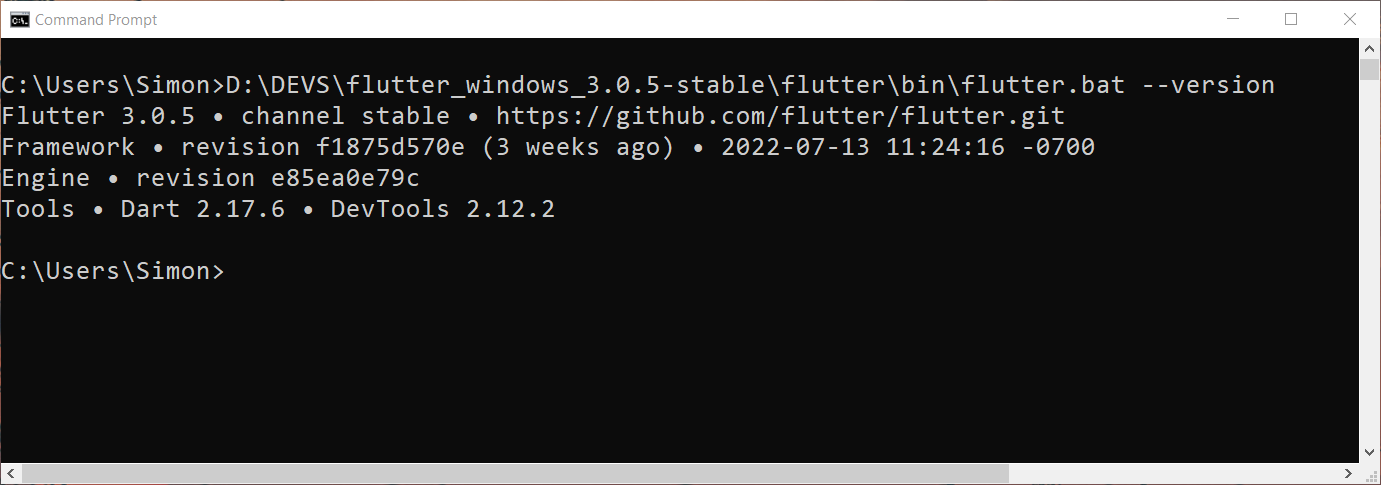 Command Prompt
C:\Users\Simon>D:\DEVS\flutter_windows_3.0.5-stable\flutter\bin\flutter.bat --version
Flutter 3.0.5 • channel stable • https://github.com/flutter/flutter.git
Framework • revision f1875d570e (3 weeks ago) • 2022-07-13 11:24:16 -0700
Engine • revision e85ea0e79c
Tools • Dart 2.17.6 • DevTools 2.12.2
C:\Users\Simon>